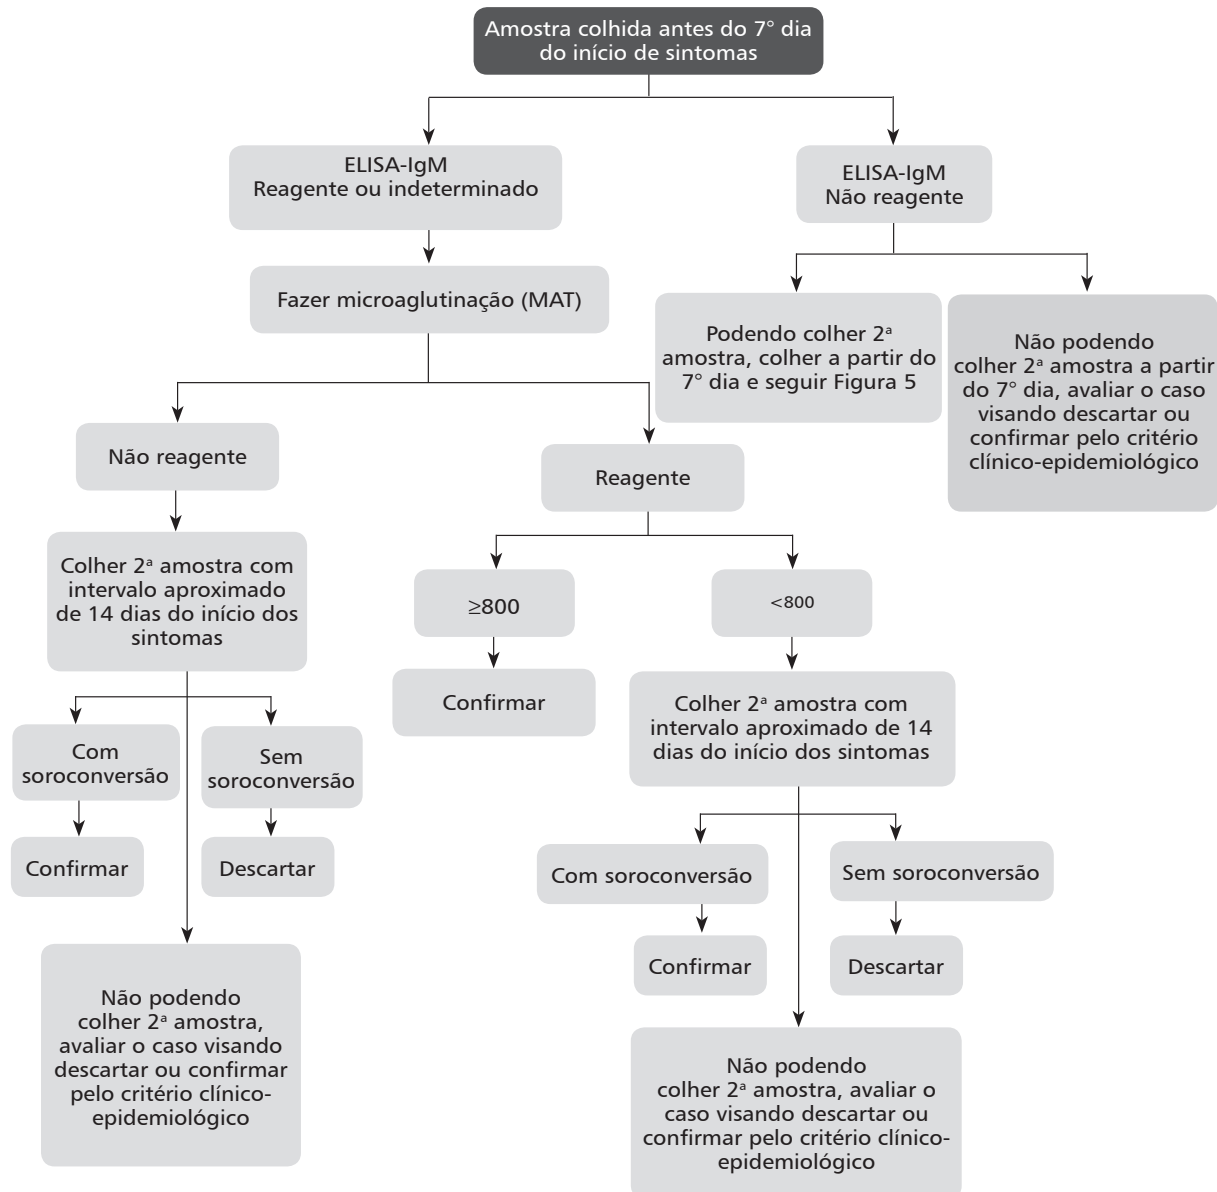 Amostra colhida antes do 7° dia
do início de sintomas
ELISA-IgM
Reagente ou indeterminado
ELISA-IgM
Não reagente
Fazer microaglutinação (MAT)
Podendo colher 2ª
amostra, colher a partir do
7° dia e seguir Figura 5
Não podendo
colher 2ª amostra a partir
do 7° dia, avaliar o caso
visando descartar ou
confirmar pelo critério
clínico-epidemiológico
Não reagente
Reagente
Colher 2ª amostra com
intervalo aproximado
de 14 dias do início dos
sintomas
≥800
<800
Confirmar
Colher 2ª amostra com
intervalo aproximado de 14
dias do início dos sintomas
Com
soroconversão
Sem
soroconversão
Confirmar
Descartar
Com soroconversão
Sem soroconversão
Confirmar
Descartar
Não podendo
colher 2ª amostra,
avaliar o caso visando
descartar ou confirmar
pelo critério clínico-
epidemiológico
Não podendo
colher 2ª amostra, avaliar o
caso visando descartar ou
confirmar pelo critério clínico-
epidemiológico